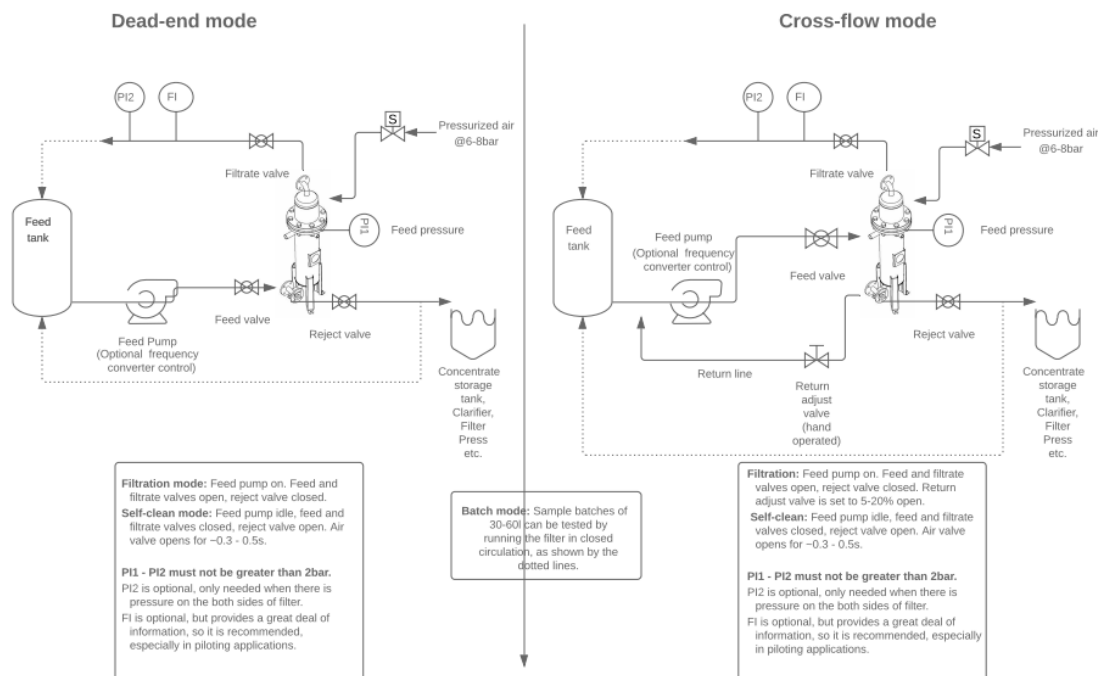 Dead-end mode
PI2
FI
S
Pressurized air
@6-8bar
Filtrate valve
Feed
tank
PI1
Feed pressure
Feed valve
Reject valve
Feed Pump
(Optional frequency
converter control)
Concentrate
storage
tank,
Clarifier,
Filter
Press
etc.
Filtration mode: Feed pump on. Feed and
filtrate valves open, reject valve closed.
Self-clean mode: Feed pump idle, feed and
filtrate valves closed, reject valve open. Air
valve opens for ~0.3 - 0.5s.
PI1 - PI2 must not be greater than 2bar.
PI2 is optional, only needed when there is
pressure on the both sides of filter.
FI is optional, but provides a great deal of
information, so it is recommended,
especially in piloting applications.
Batch mode: Sample batches of
30-60l can be tested by
running the filter in closed
circulation, as shown by the
dotted lines.
Cross-flow mode
PI2
FI
S
Pressurized air
@6-8bar
Filtrate valve
Feed
tank
Feed pump
(Optional frequency
converter control)
PI1
Feed pressure
Feed valve
Reject valve
Return line
Return
adjust
valve
(hand
operated)
Concentrate
storage
tank,
Clarifier,
Filter
Press
etc.
Filtration: Feed pump on. Feed and filtrate
valves open, reject valve closed. Return
adjust valve is set to 5-20% open.
Self-clean: Feed pump idle, feed and filtrate
valves closed, reject valve open. Air valve
opens for ~0.3 - 0.5s.
PI1 - PI2 must not be greater than 2bar.
PI2 is optional, only needed when there is
pressure on the both sides of filter.
FI is optional, but provides a great deal of
information, so it is recommended, especially
in piloting applications.